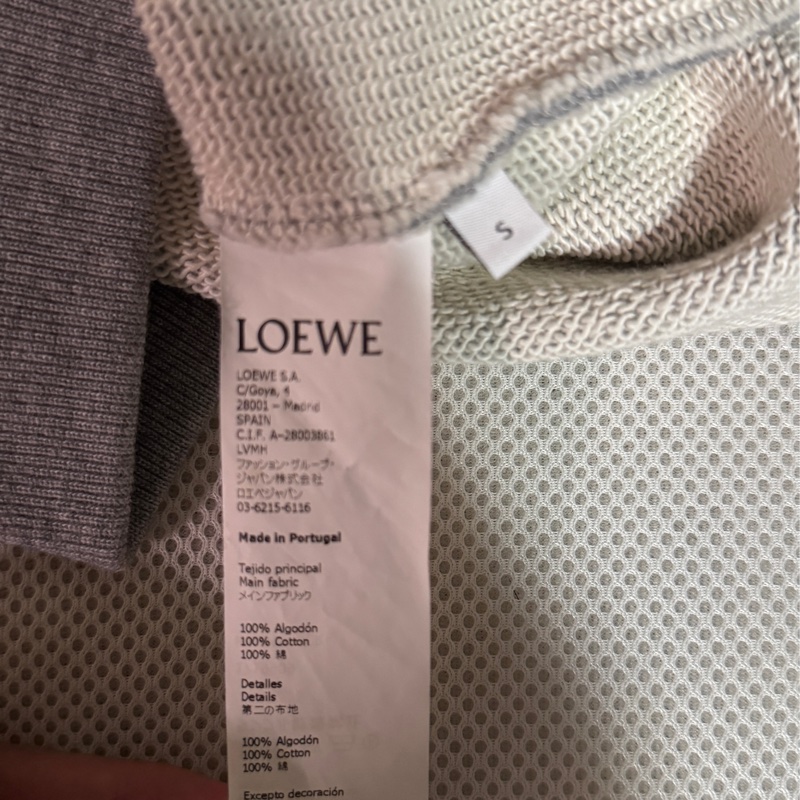 S
LOEWE
LOEWE S.A.
C/Goya, 4
28001 – Madrid
SPAIN
C.I.F. A-28003861
LVMH
ファッション・グループ・
ジャパン株式会社
ロエベジャパン
03-6215-6116
Made in Portugal
Tejido principal
Main fabric
メインファブリック
100% Algodón
100% Cotton
100% 綿
Detalles
Details
第二の布地
100% Algodón
100% Cotton
100% 綿
Excepto decoración